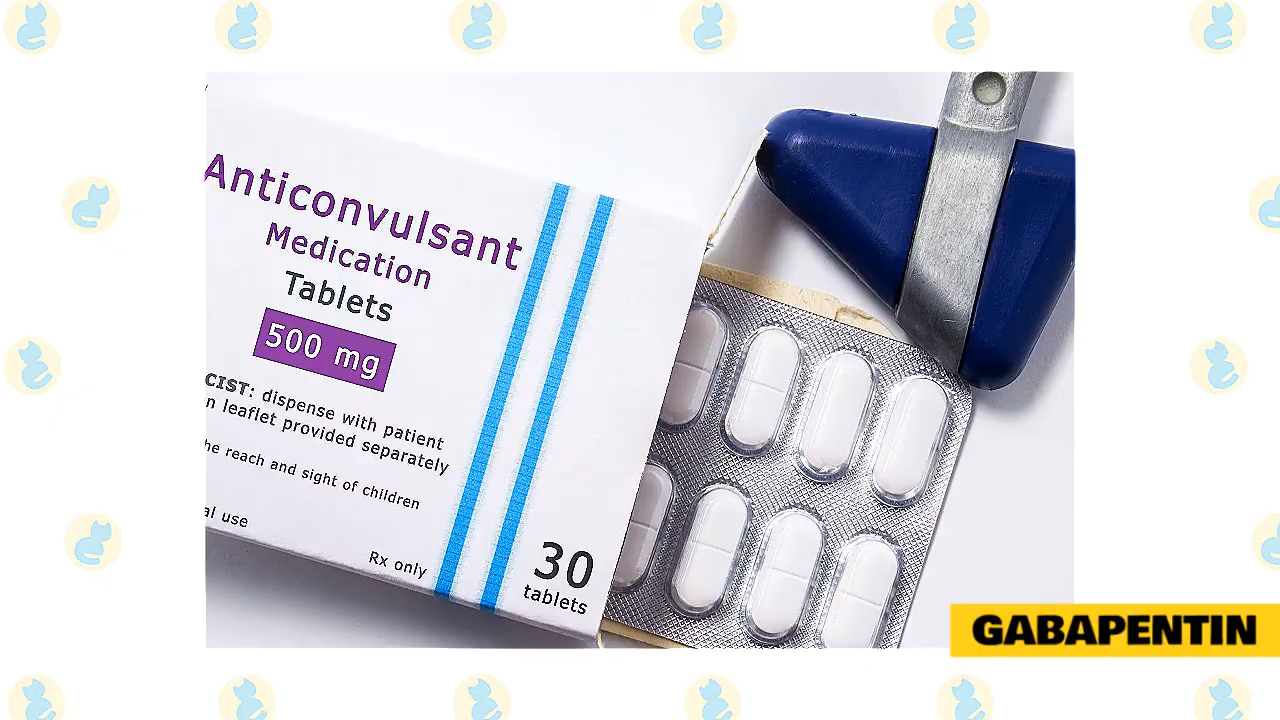 Anticonvulsant
Medication
Tablets
500 mg
CIST: dispense with patient
n leaflet provided separately
he reach and sight of children
al use
Rx only
30
tablets
GABAPENTIN